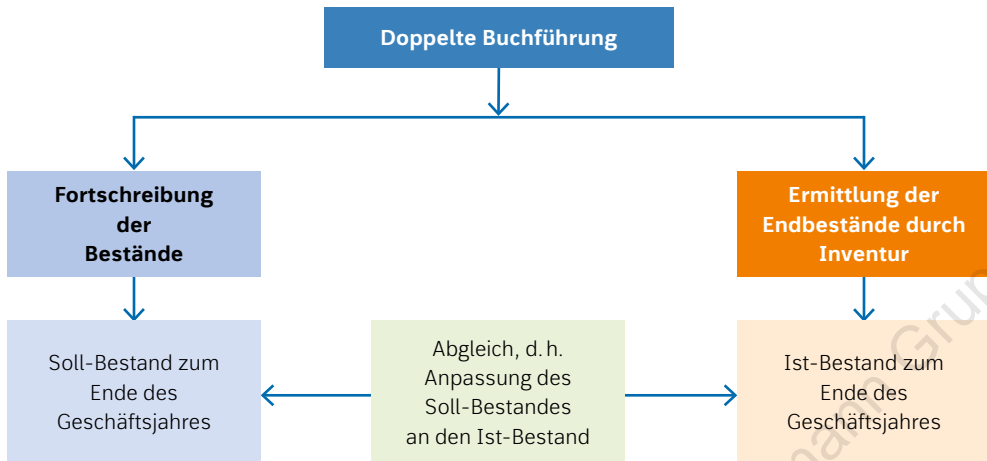 Doppelte Buchführung
Fortschreibung
der
Bestände
Ermittlung der
Endbestände durch
Inventur
Soll-Bestand zum
Ende des
Geschäftsjahres
Abgleich, d. h.
Anpassung des
Soll-Bestandes
an den Ist-Bestand
Ist-Bestand zum
Ende des
Geschäftsjahres